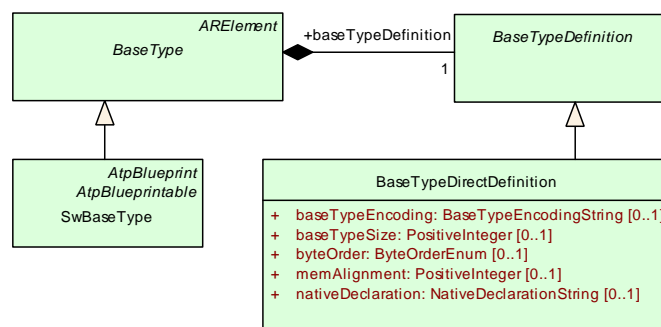 ARElement
BaseType
+baseTypeDefinition
1
BaseTypeDefinition
AtpBlueprint
AtpBlueprintable
SwBaseType
BaseTypeDirectDefinition
+ baseTypeEncoding: BaseTypeEncodingString [0..1]
+ baseTypeSize: PositiveInteger [0..1]
+ byteOrder: ByteOrderEnum [0..1]
+ memAlignment: PositiveInteger [0..1]
+ nativeDeclaration: NativeDeclarationString [0..1]